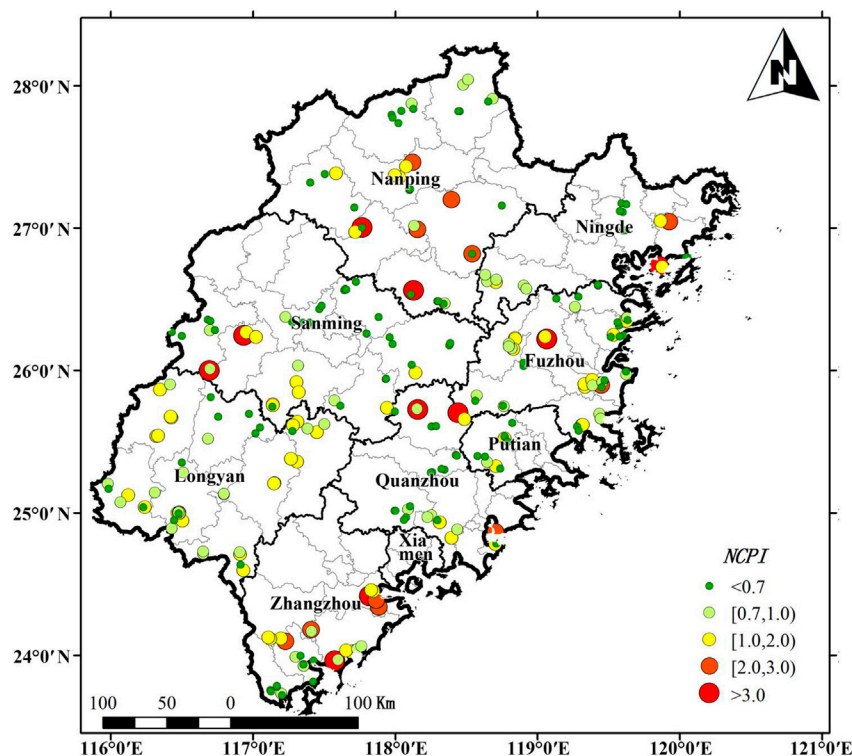 N
28°0′ N
27°0′ N
26°0′ N
25°0′ N
24°0′ N
Nanping
Ningde
Sanming
Fuzhou
Putian
Longyan
Quanzhou
Xia
men
Zhangzhou
NCPI
<0.7
[0.7,1.0)
[1.0,2.0)
[2.0,3.0)
>3.0
100 50 0 100 Km
116°0′E 117°0′E 118°0′E 119°0′E 120°0′E 121°0′E